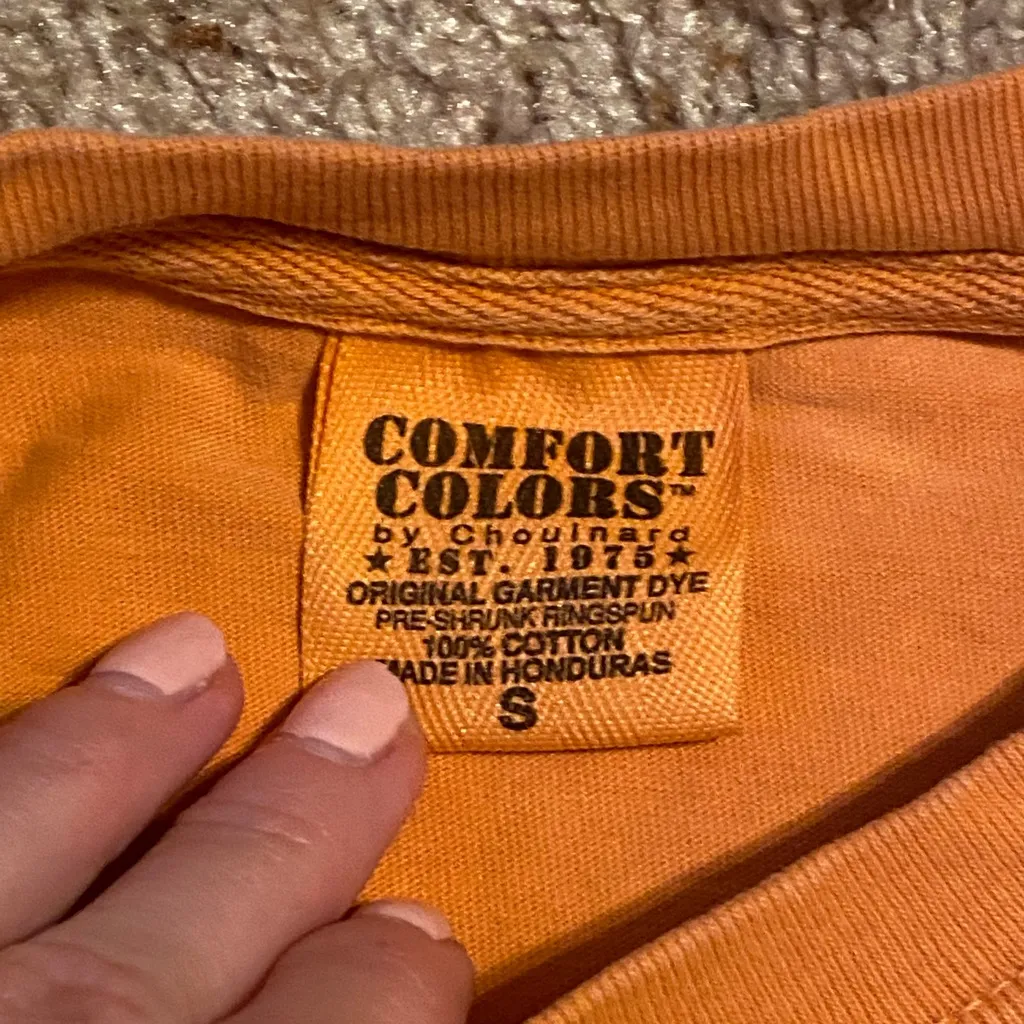 COMFORT
COLORS™
by Chouinard
★ EST. 1975 ★
ORIGINAL GARMENT DYE
PRE-SHRUNK RINGSPUN
100% COTTON
MADE IN HONDURAS
S